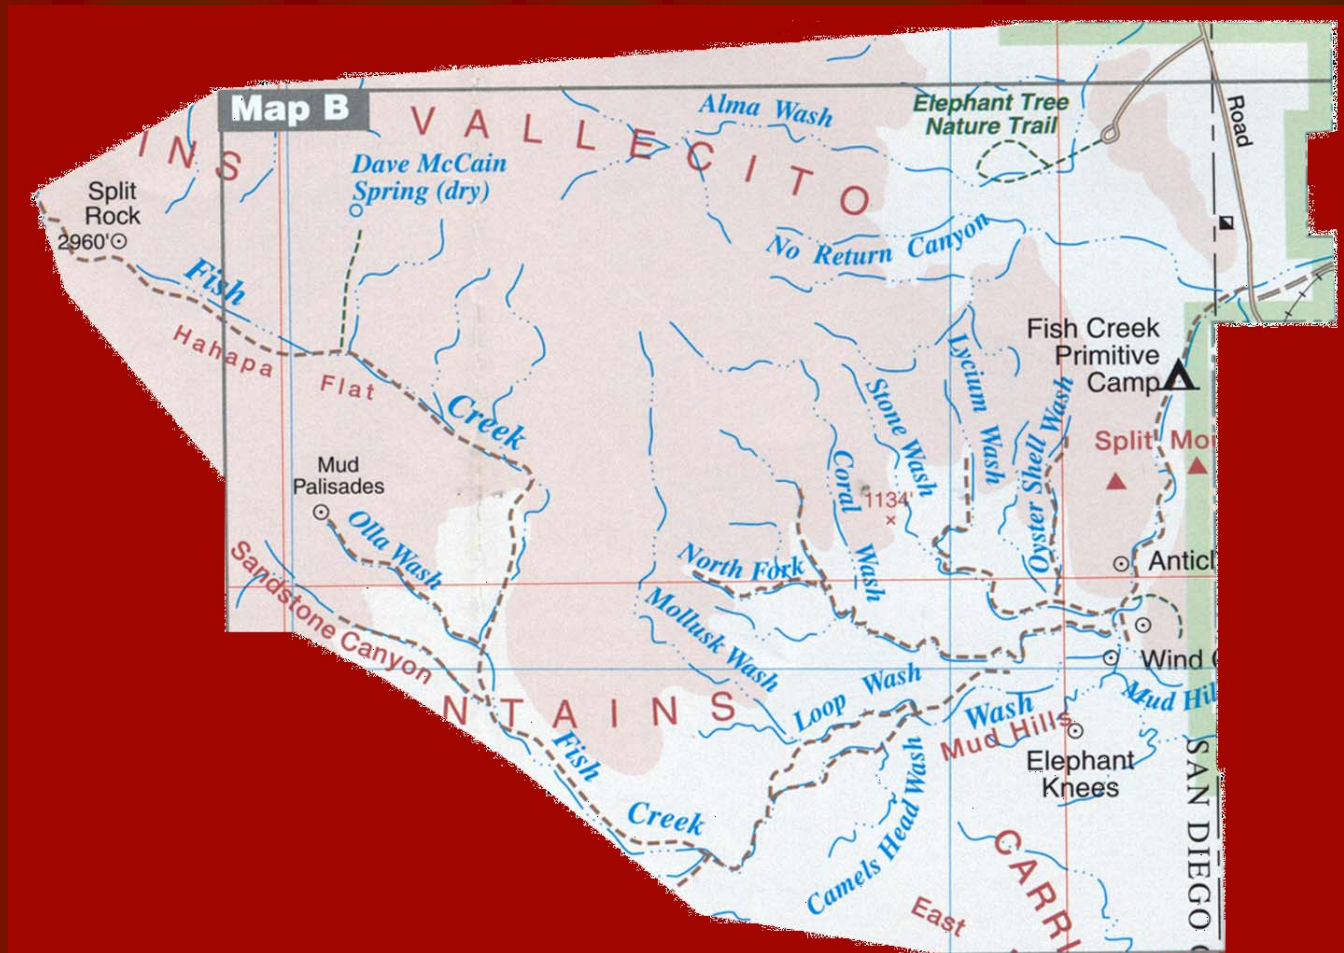 Map B
INS
VALLECITO
Alma Wash
Elephant Tree
Nature Trail
Road
Dave McCain
Spring (dry)
Split
Rock
2960'
No Return Canyon
Fish
Hahapa
Flat
Creek
Fish Creek
Primitive
Camp
Lycium Wash
Stone Wash
Oyster Shell Wash
Split Mo
Coral Wash
1134'
Mud
Palisades
Olla Wash
North Fork
Anticl
Sandstone Canyon
Mollusk Wash
Wind
Loop Wash
Mud Hil
NTAINS
Wash
Mud Hills
Fish
Elephant
Knees
Creek
Camels Head Wash
SAN DIEGO
CARRI
East